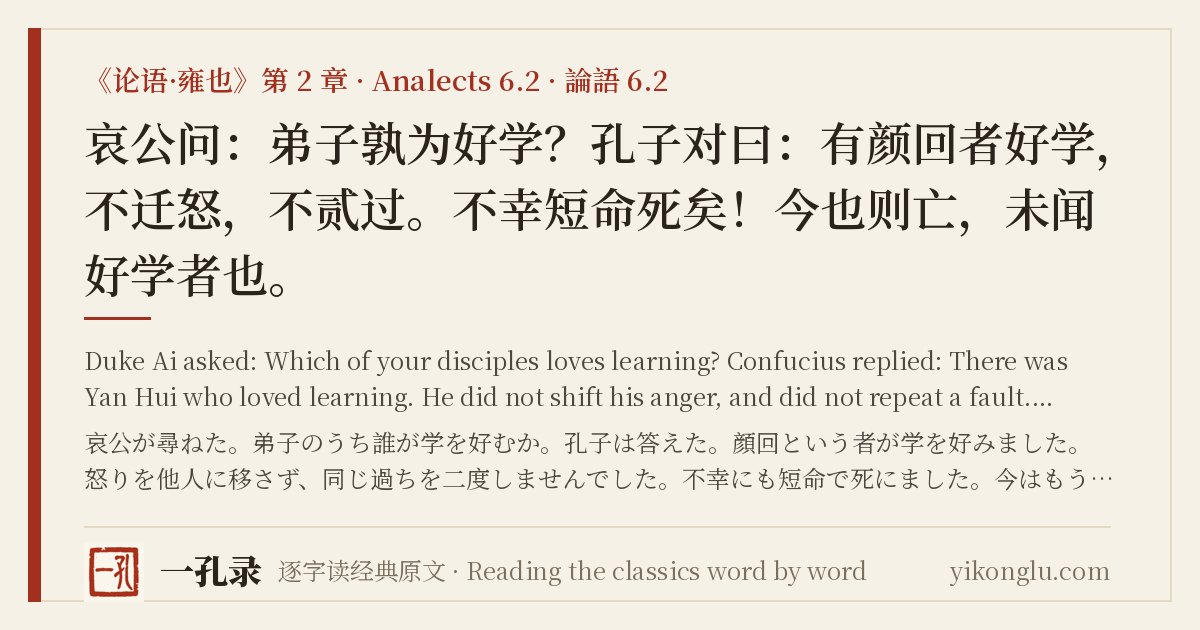 《论语·雍也》第 2 章 · Analects 6.2 · 論語 6.2
哀公问：弟子孰为好学？孔子对曰：有颜回者好学，
不迁怒，不贰过。不幸短命死矣！今也则亡，未闻
好学者也。
Duke Ai asked: Which of your disciples loves learning? Confucius replied: There was
Yan Hui who loved learning. He did not shift his anger, and did not repeat a fault....
哀公が尋ねた。弟子のうち誰が学を好むか。孔子は答えた。顔回という者が学を好みました。
怒りを他人に移さず、同じ過ちを二度しませんでした。不幸にも短命で死にました。今はもう…
一孔
一孔录 逐字读经典原文 · Reading the classics word by word yikonglu.com